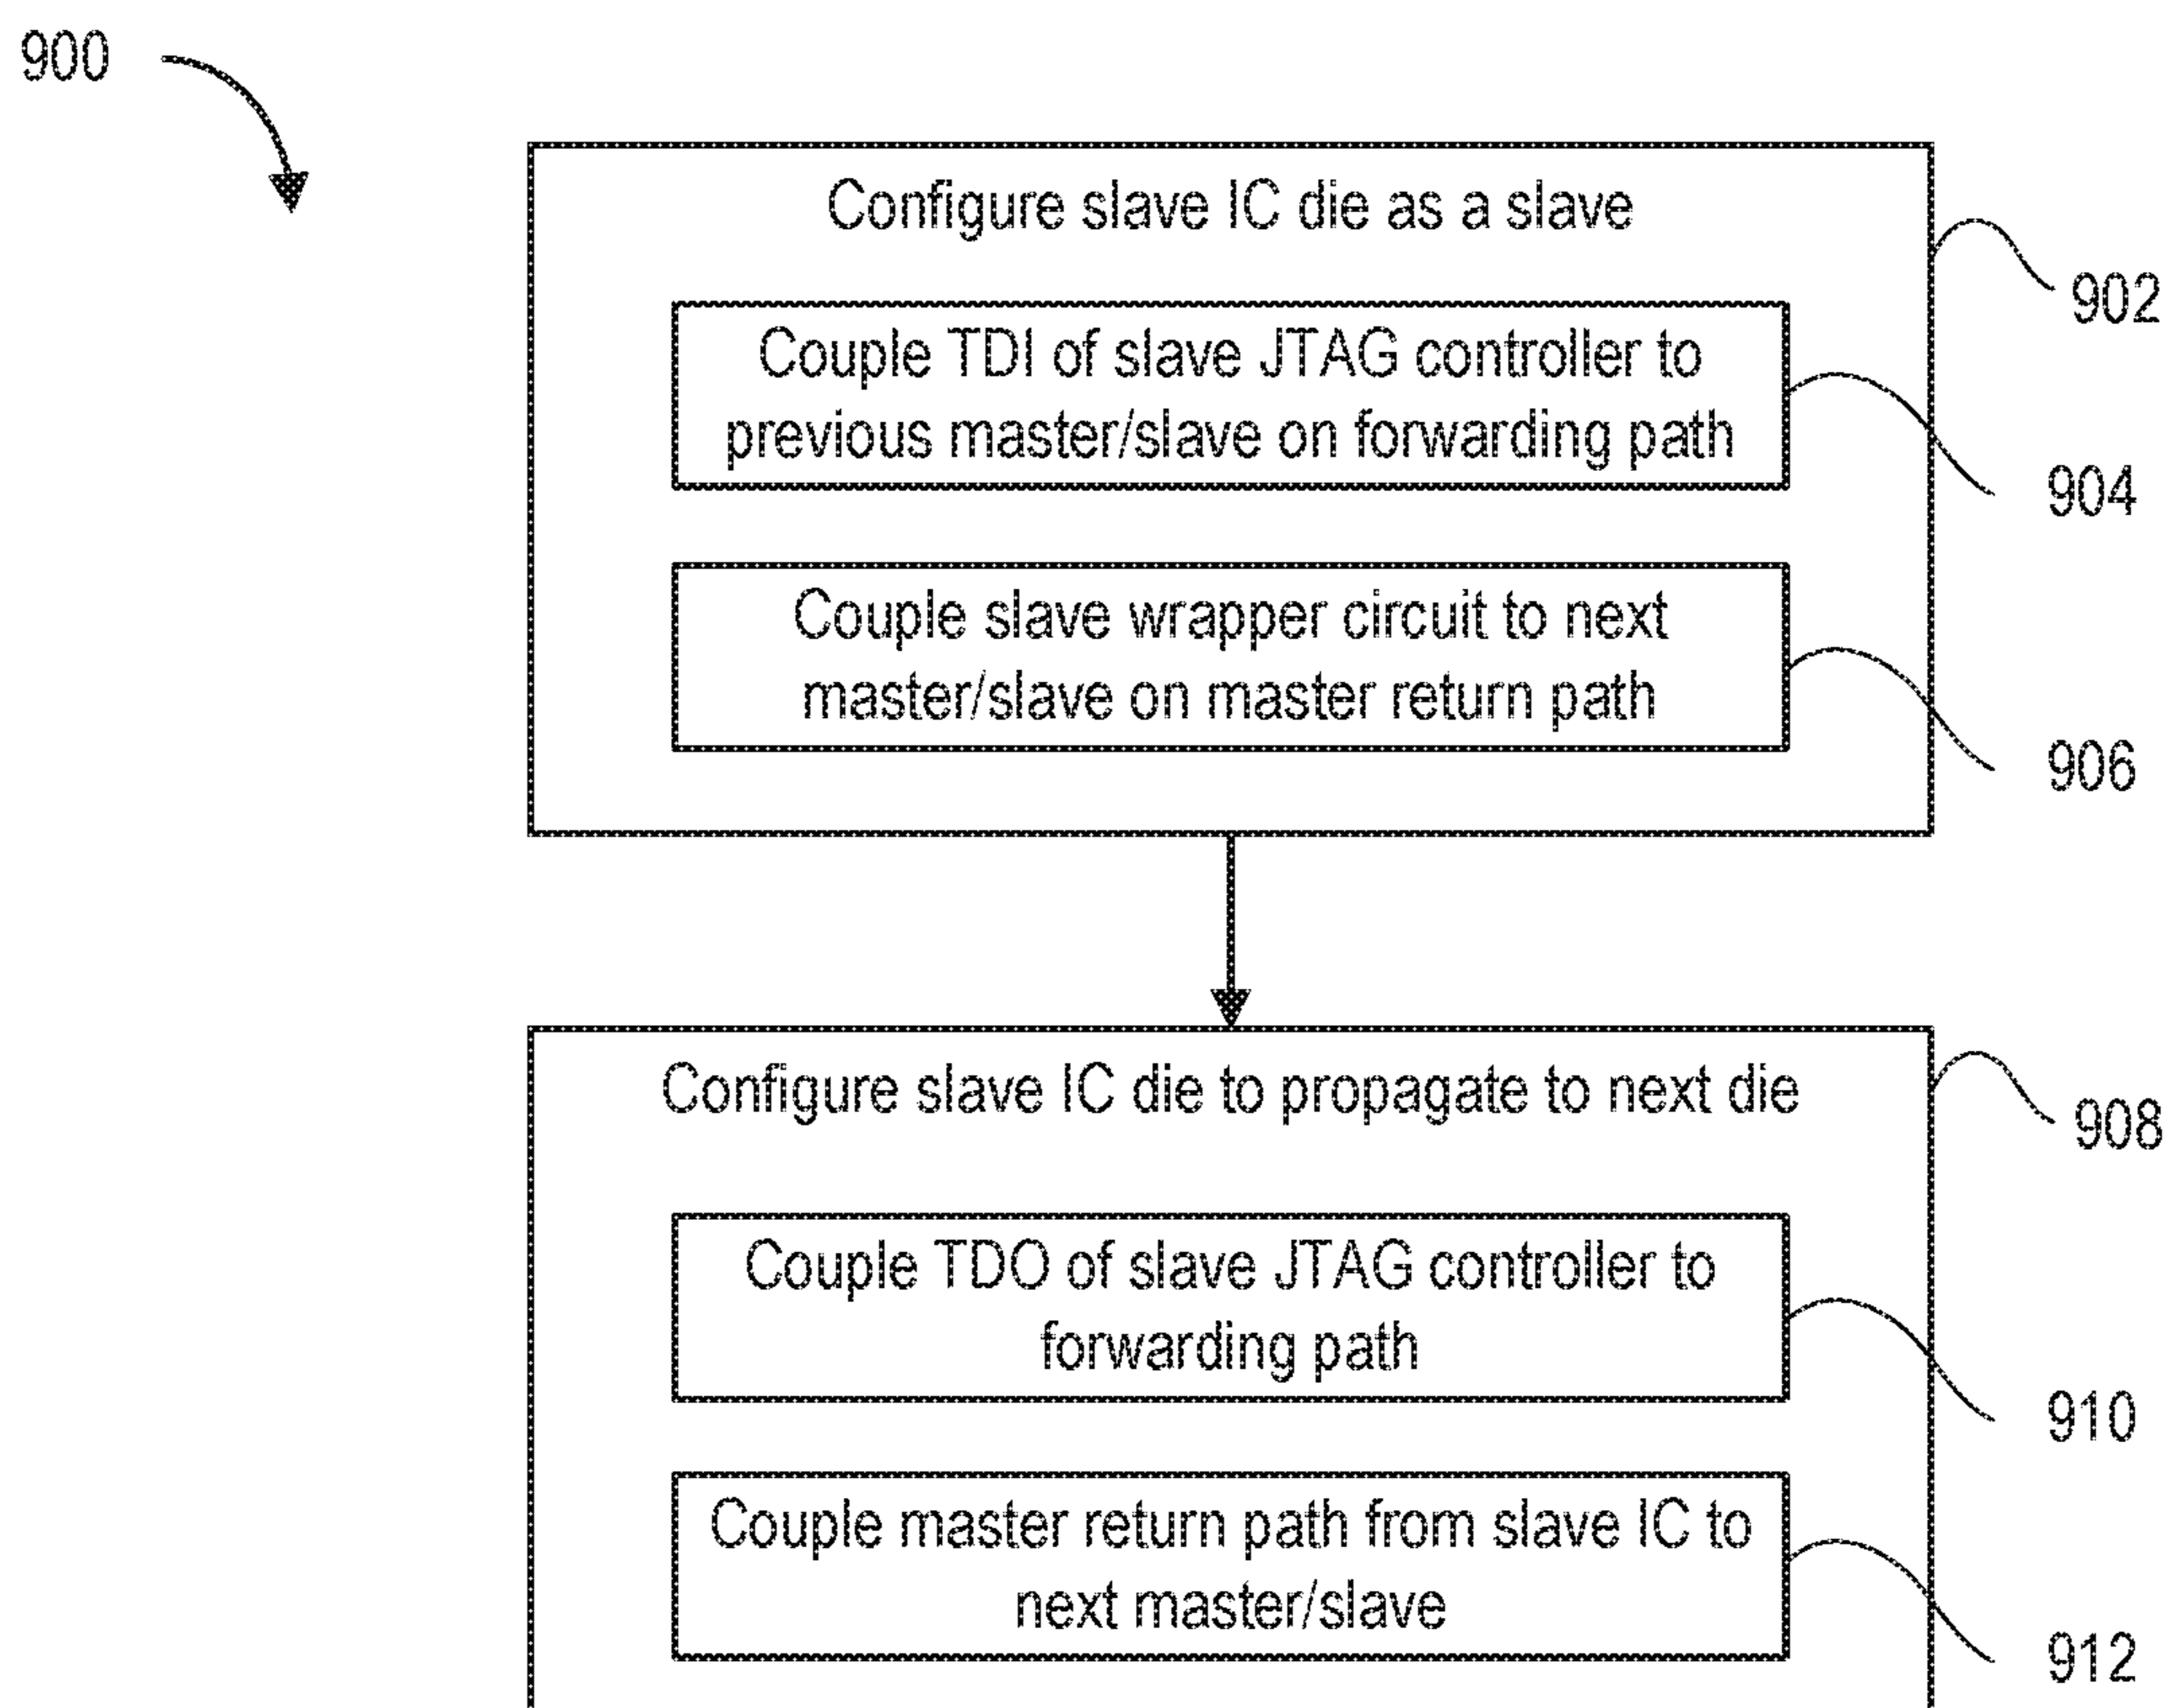 900
Configure slave IC die as a slave
902
Couple TDI of slave JTAG controller to
previous master/slave on forwarding path
904
Couple slave wrapper circuit to next
master/slave on master return path
906
Configure slave IC die to propagate to next die
908
Couple TDO of slave JTAG controller to
forwarding path
910
Couple master return path from slave IC to
next master/slave
912